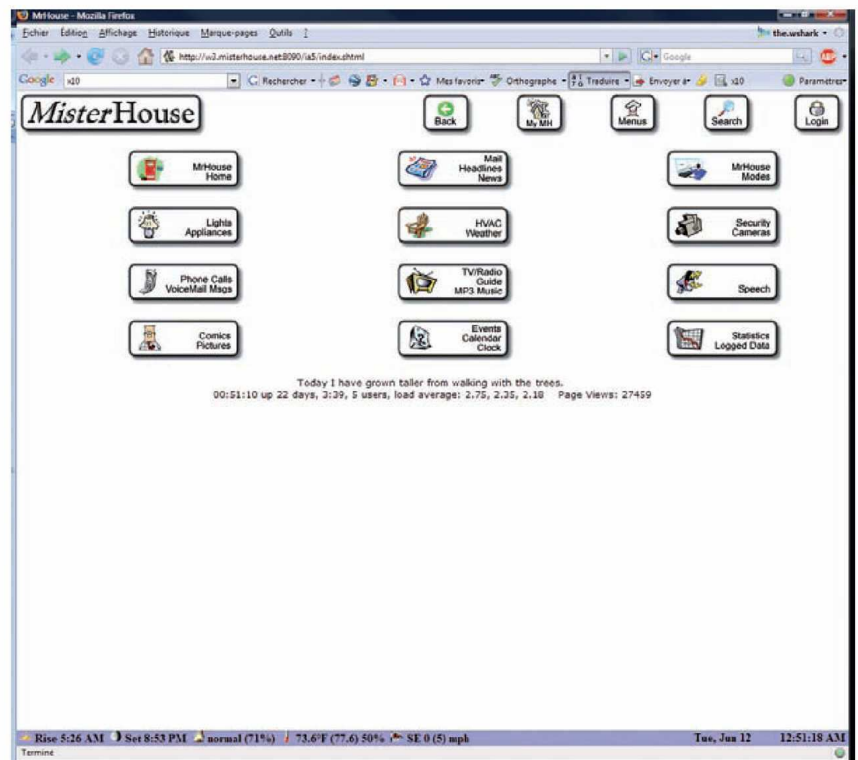 MrHouse - Mozilla Firefox
Fichier Édition Affichage Historique Marque-pages Outils ?
the.wshark
http://w3.misterhouse.net:8090/ia5/index.shtml
Google
Google x10 Rechercher Mes favoris Orthographe Traduire Envoyer à x10 Paramètres
MisterHouse
Back
My MH
Menus
Search
Login
MrHouse
Home
Mail
Headlines
News
MrHouse
Modes
Lights
Appliances
HVAC
Weather
Security
Cameras
Phone Calls
VoiceMail Msgs
TV/Radio
Guide
MP3 Music
Speech
Comics
Pictures
Events
Calendar
Clock
Statistics
Logged Data
Today I have grown taller from walking with the trees.
00:51:10 up 22 days, 3:39, 5 users, load average: 2.75, 2.35, 2.18 Page Views: 27459
Rise 5:26 AM Set 8:53 PM normal (71%) 73.6°F (77.6) 50% SE 0 (5) mph Tue, Jun 12 12:51:18 AM
Terminé